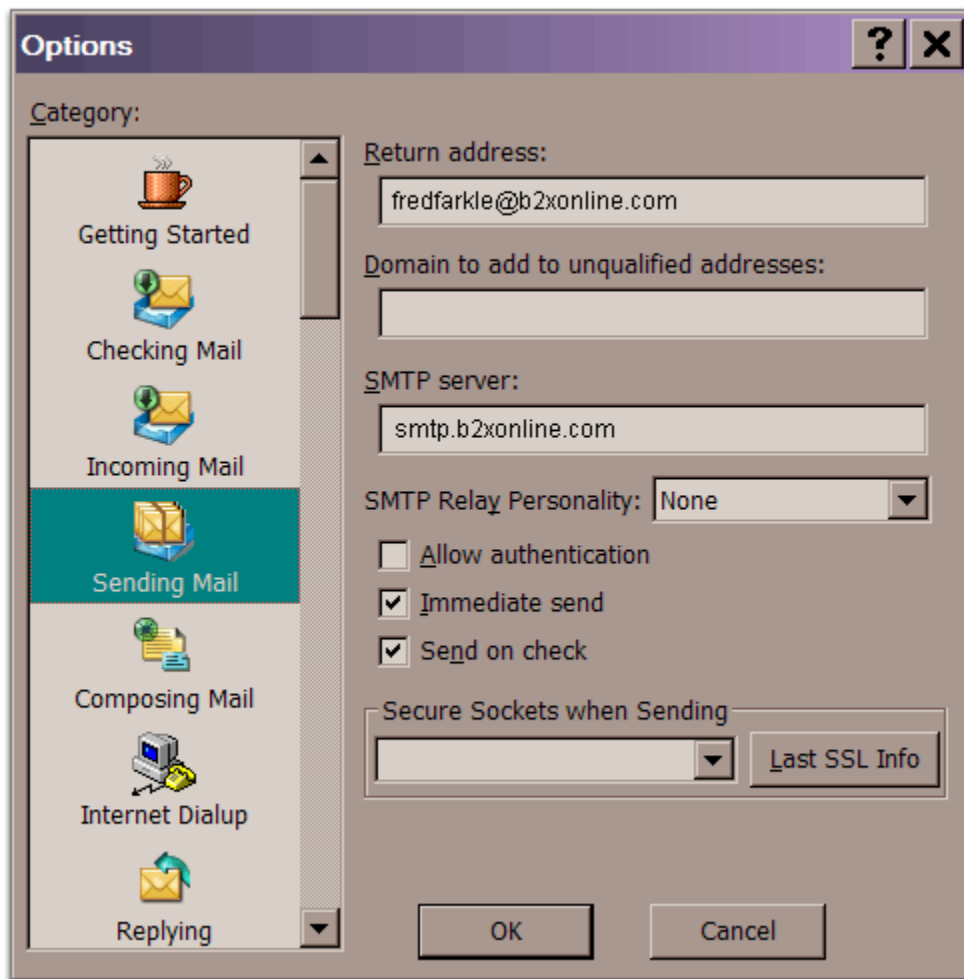 Options
Category:
Getting Started
Checking Mail
Incoming Mail
Sending Mail
Composing Mail
Internet Dialup
Replying
Return address:
fredfarkle@b2xonline.com
Domain to add to unqualified addresses:
SMTP server:
smtp.b2xonline.com
SMTP Relay Personality: None
Allow authentication
Immediate send
Send on check
Secure Sockets when Sending
Last SSL Info
OK Cancel